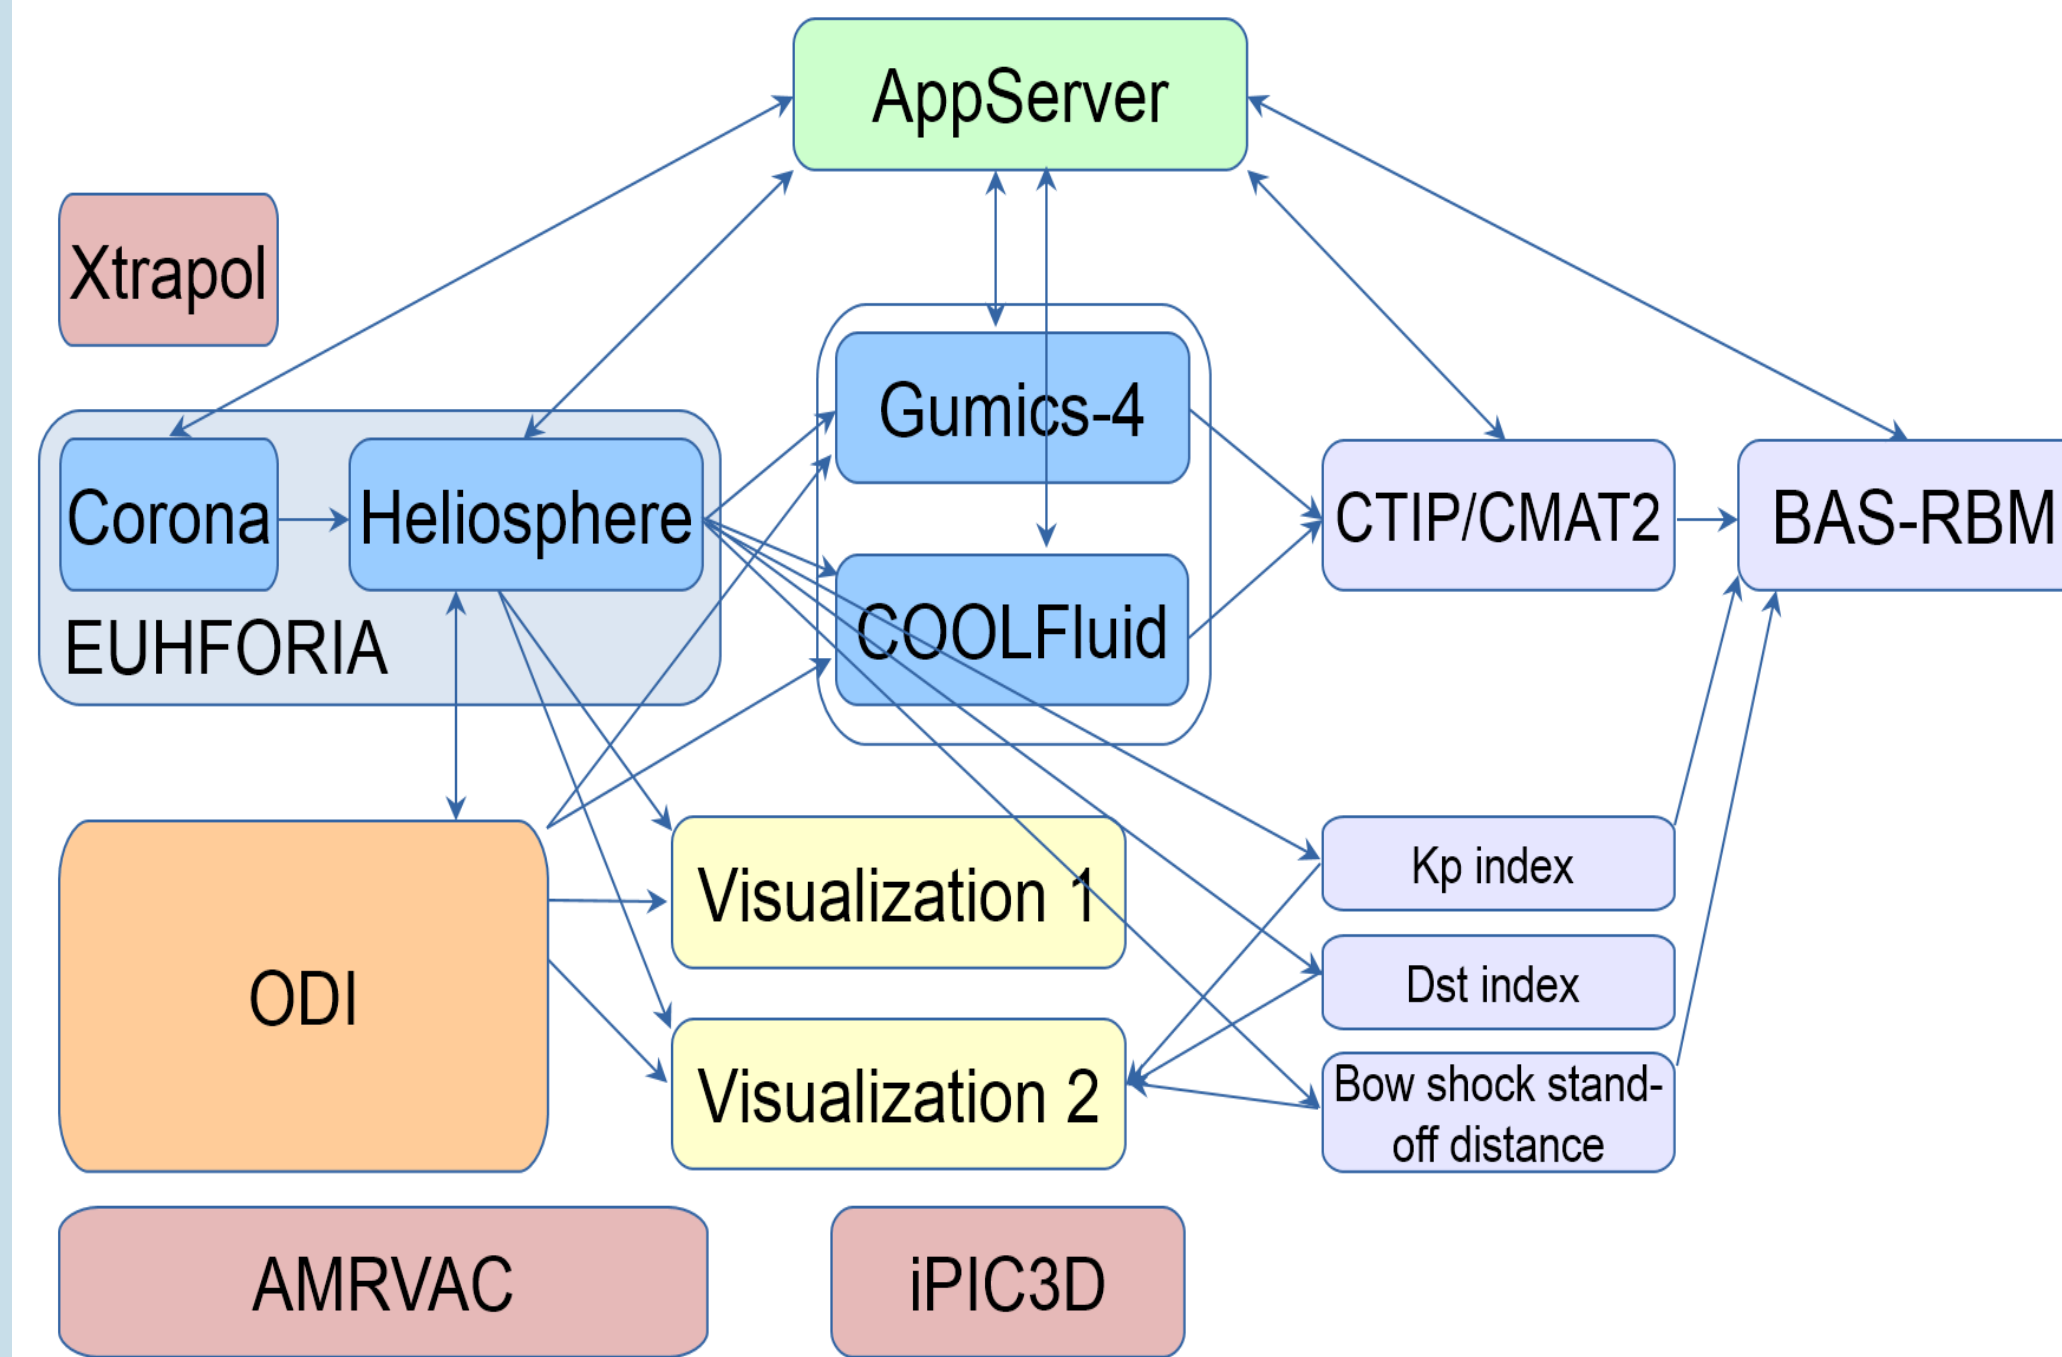 AppServer
Xtrapol
Gumics-4
Corona
Heliosphere
CTIP/CMAT2
BAS-RBM
EUHFORIA
COOLFluid
Visualization 1
Kp index
ODI
Dst index
Visualization 2
Bow shock stand-
off distance
AMRVAC
iPIC3D